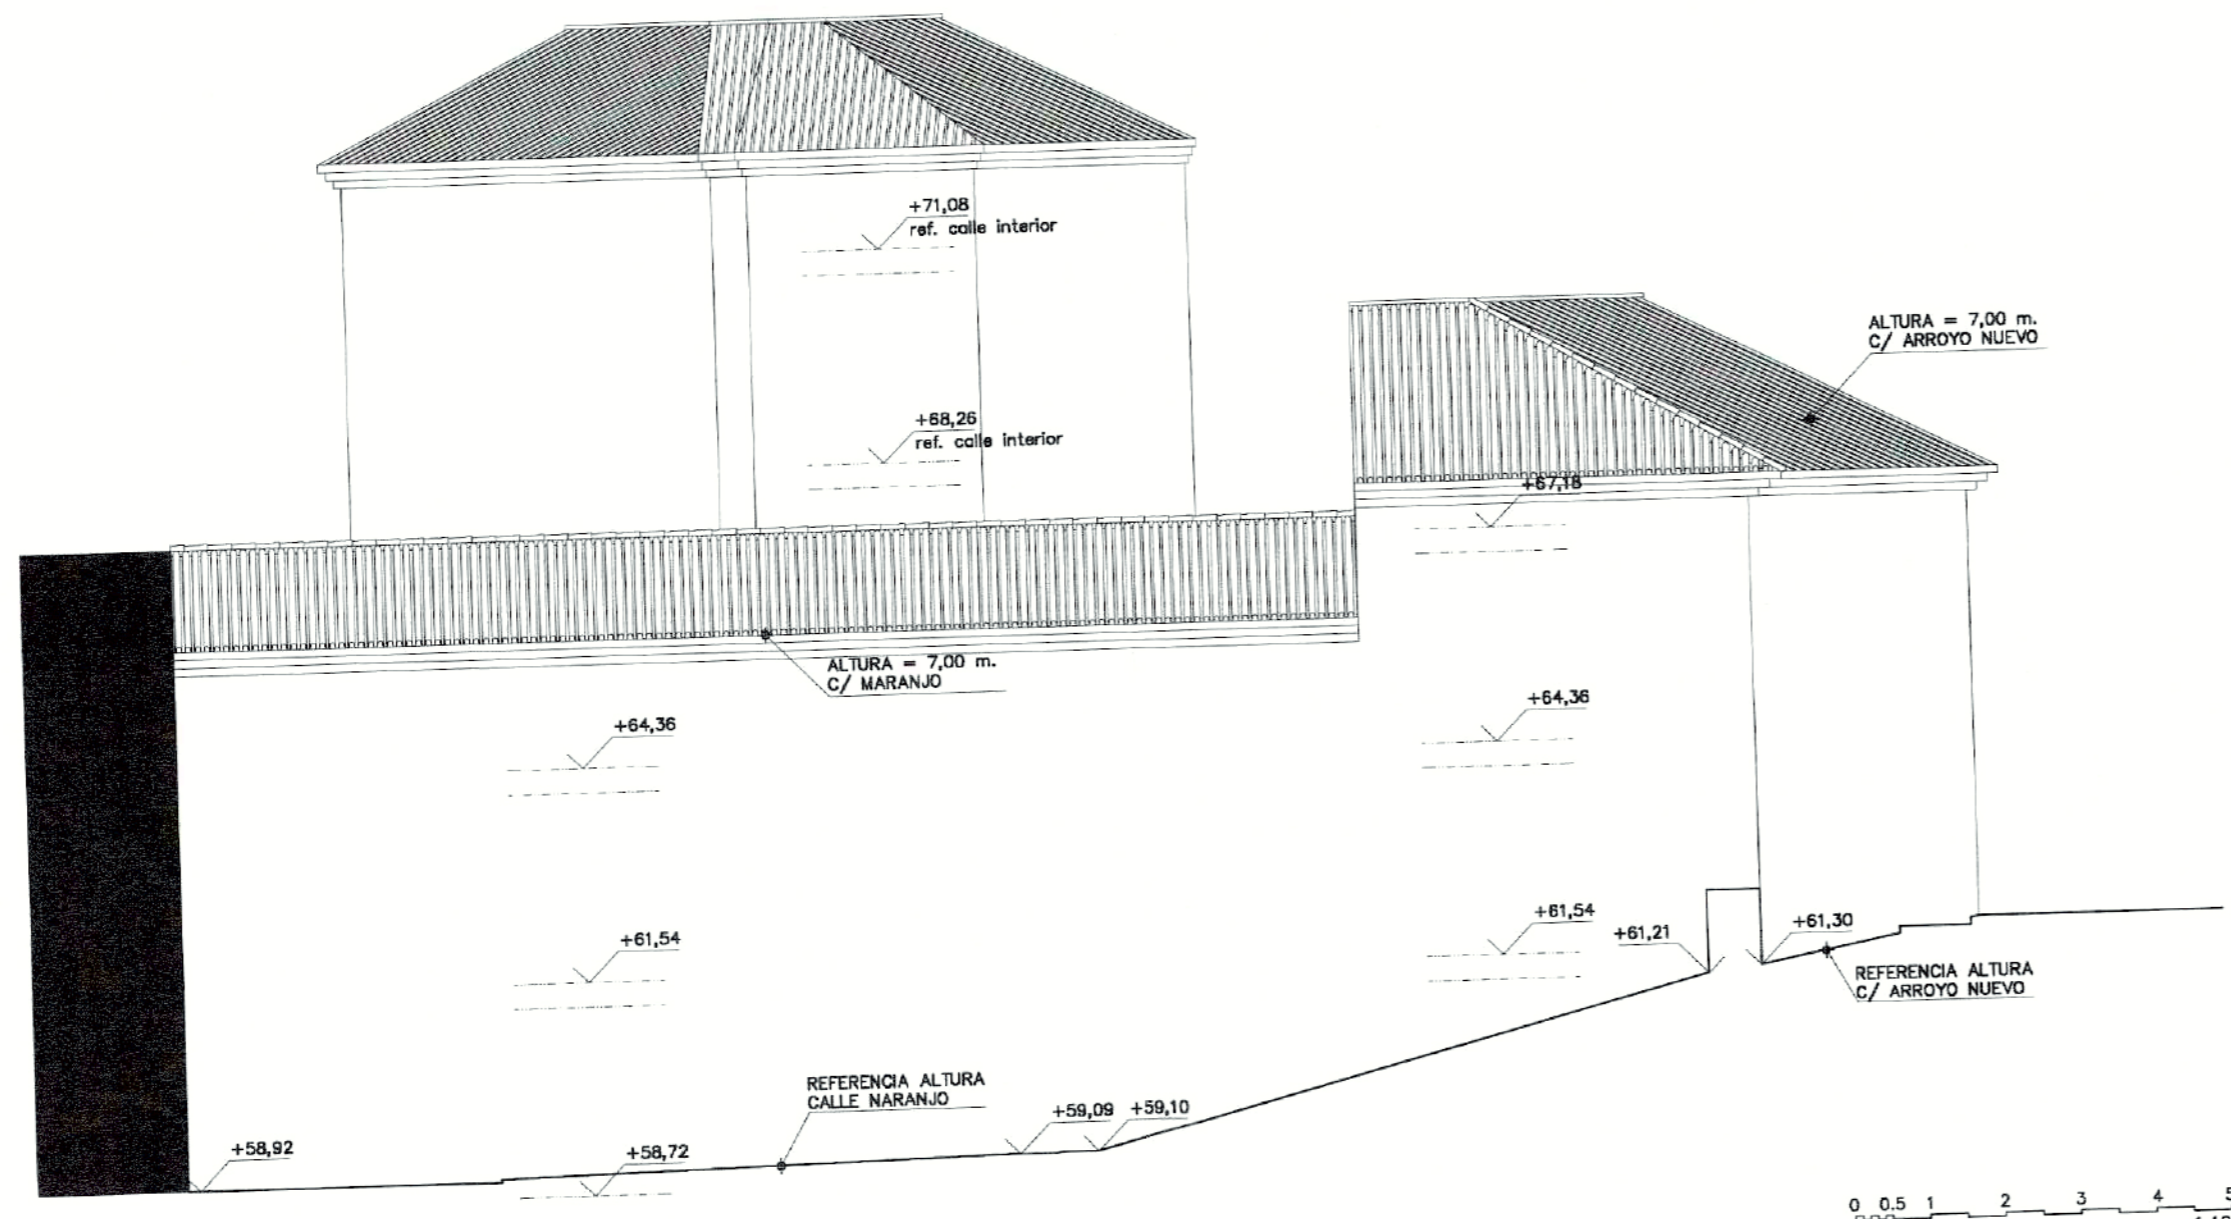 +71,08
ref. calle interior
ALTURA = 7,00 m.
C/ ARROYO NUEVO
+68,26
ref. calle interior
+67,18
ALTURA = 7,00 m.
C/ MARANJO
+64,36
+64,36
+61,54
+61,54
+61,21
+61,30
REFERENCIA ALTURA
C/ ARROYO NUEVO
REFERENCIA ALTURA
CALLE NARANJO
+59,09
+59,10
+58,92
+58,72
0 0.5 1 2 3 4 5